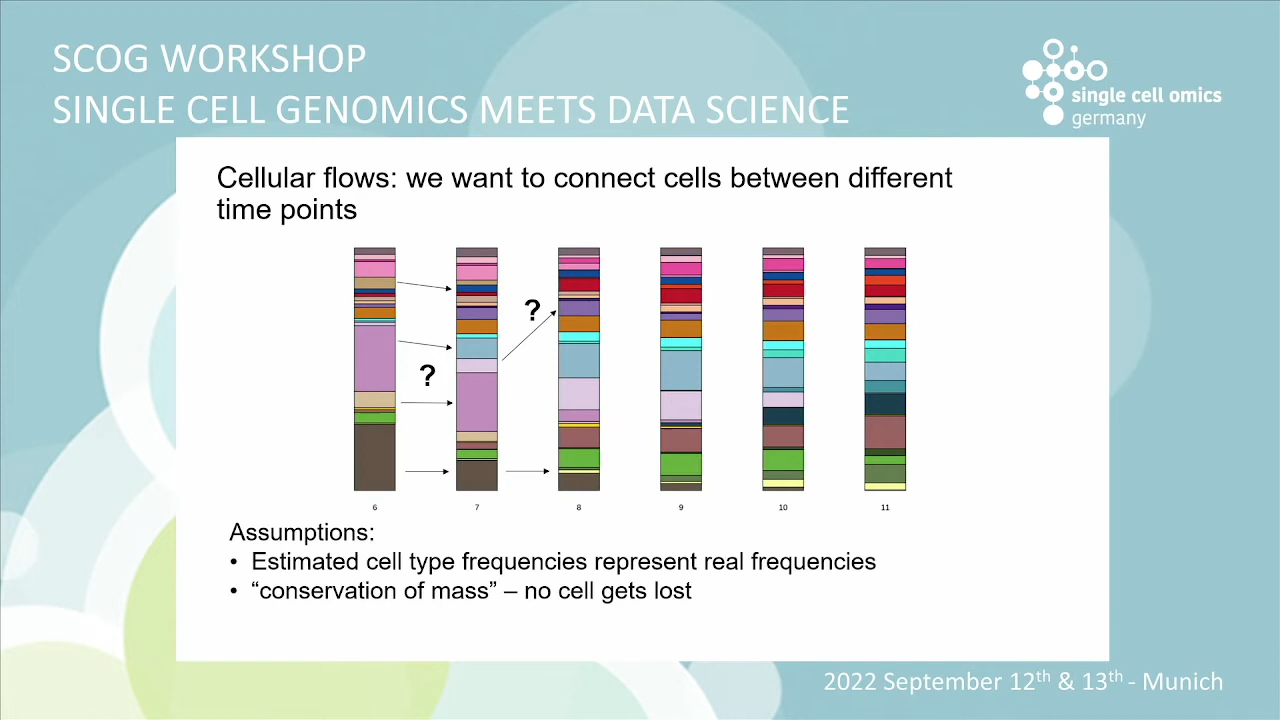 SCOG WORKSHOP
SINGLE CELL GENOMICS MEETS DATA SCIENCE
single cell omics
germany
Cellular flows: we want to connect cells between different
time points
?
?
6 7 8 9 10 11
Assumptions:
• Estimated cell type frequencies represent real frequencies
• “conservation of mass” – no cell gets lost
2022 September 12th & 13th - Munich